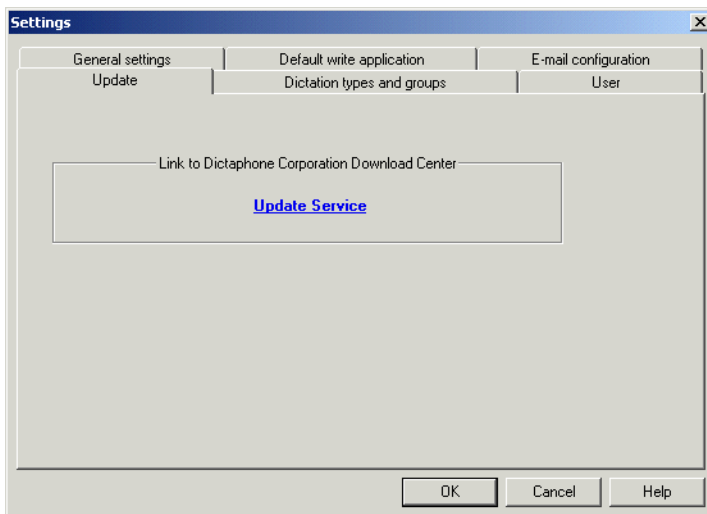 Settings
General settings Default write application E-mail configuration
Update Dictation types and groups User
Link to Dictaphone Corporation Download Center
Update Service
OK Cancel Help